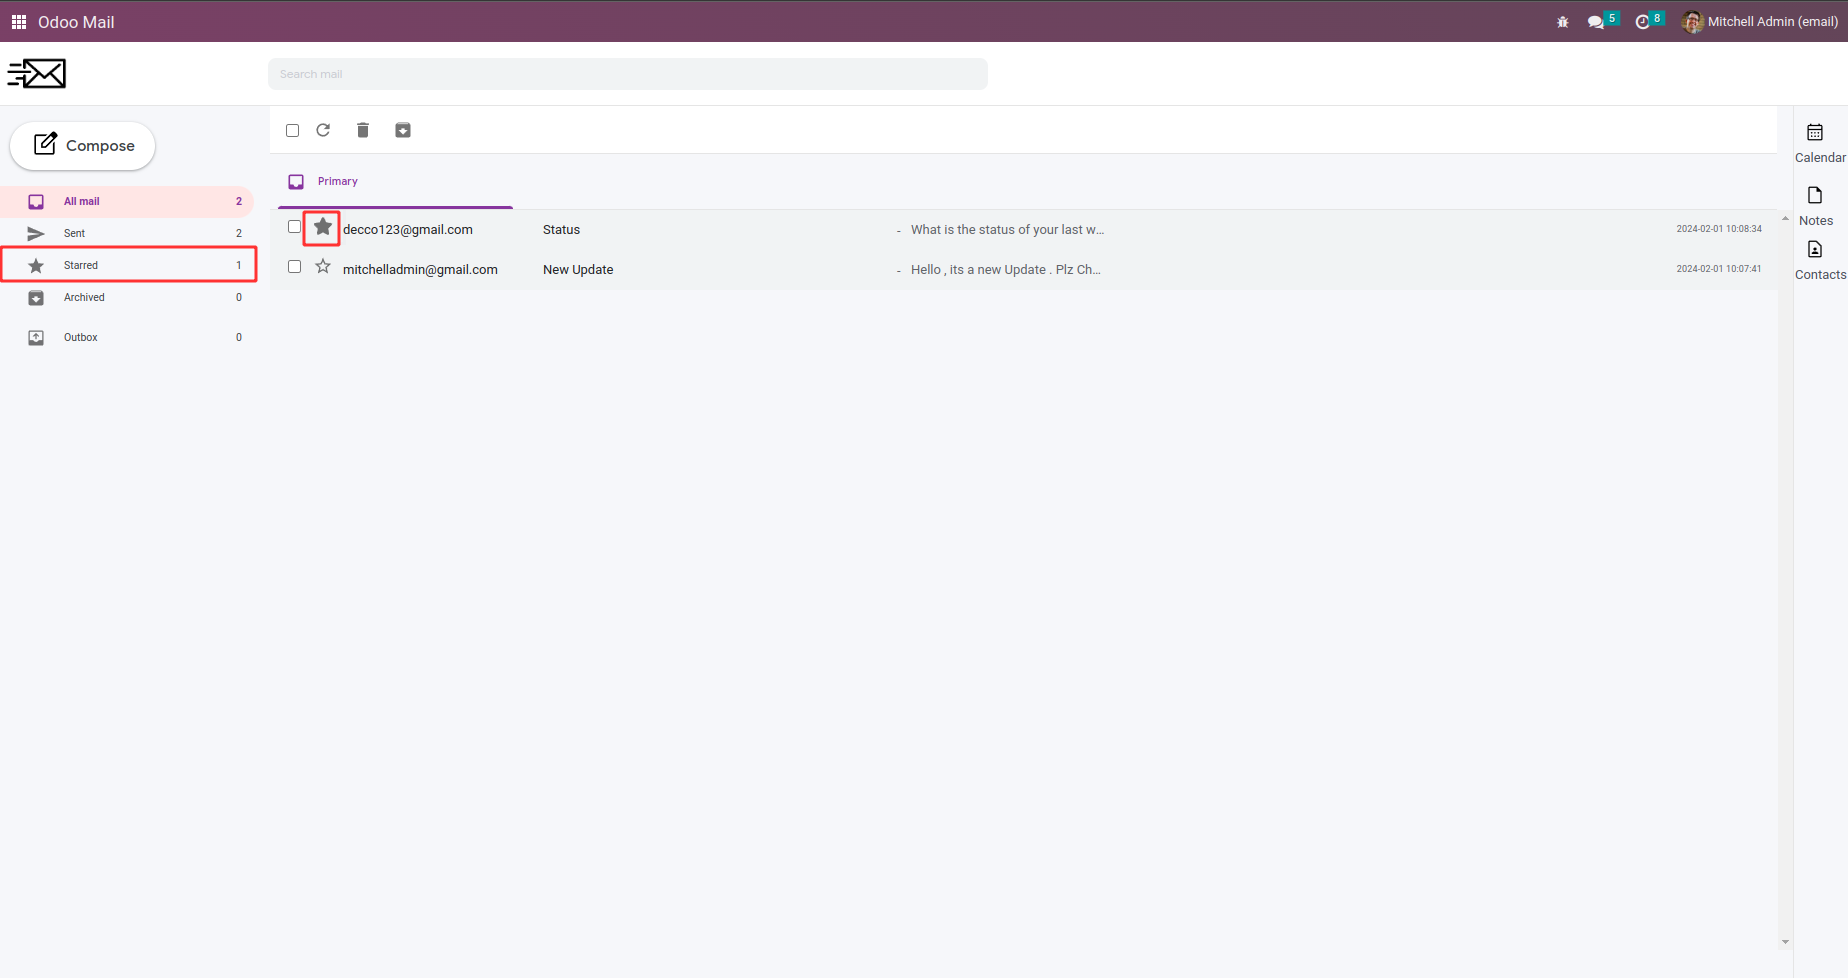 Odoo Mail
5
8
Mitchell Admin (email)
Search mail
Compose
All mail 2
Sent 2
Starred 1
Archived 0
Outbox 0
Primary
decco123@gmail.com Status - What is the status of your last w... 2024-02-01 10:08:34
mitchelladmin@gmail.com New Update - Hello , its a new Update . Plz Ch... 2024-02-01 10:07:41
Calendar
Notes
Contacts